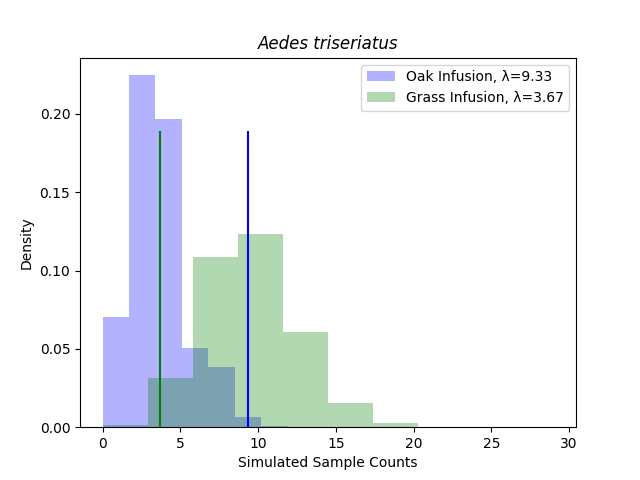 Aedes triseriatus
Oak Infusion, λ=9.33
Grass Infusion, λ=3.67
0.20
0.15
0.10
0.05
0.00
Density
0 5 10 15 20 25 30
Simulated Sample Counts